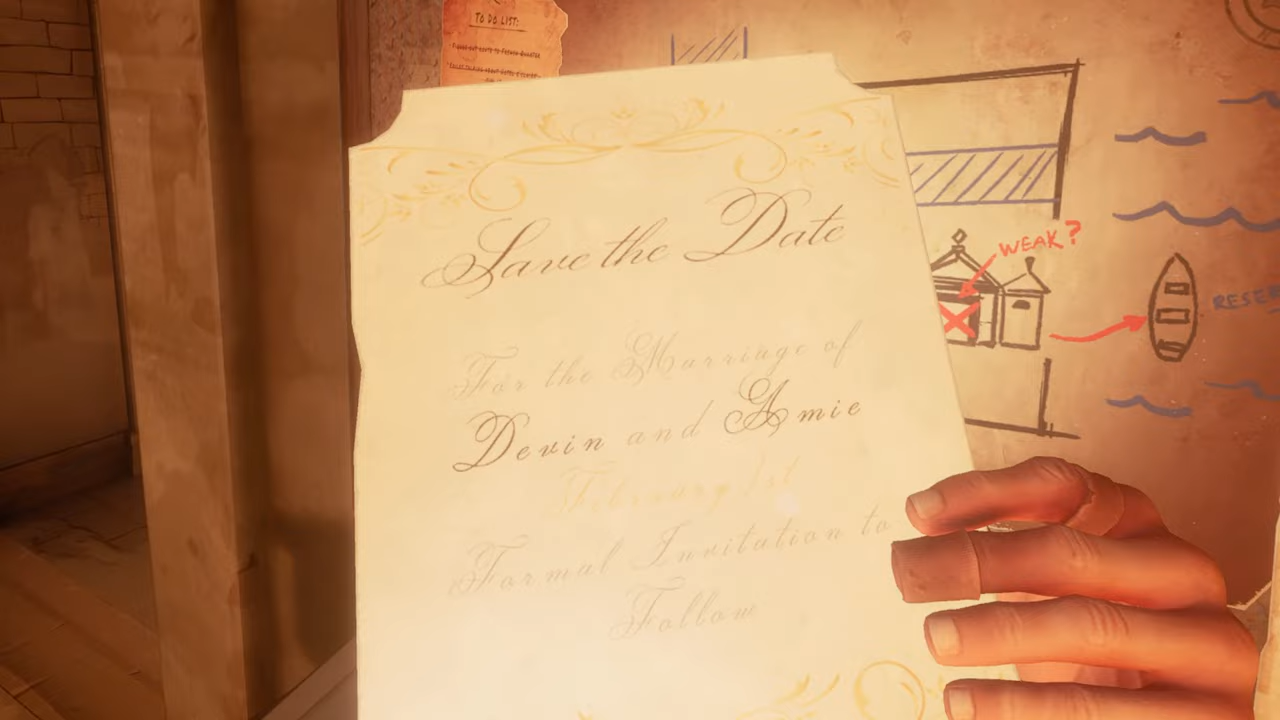 TO DO LIST:
Save the Date
For the Marriage of
Devin and Amie
February 1st
Formal Invitation to
Follow
WEAK?